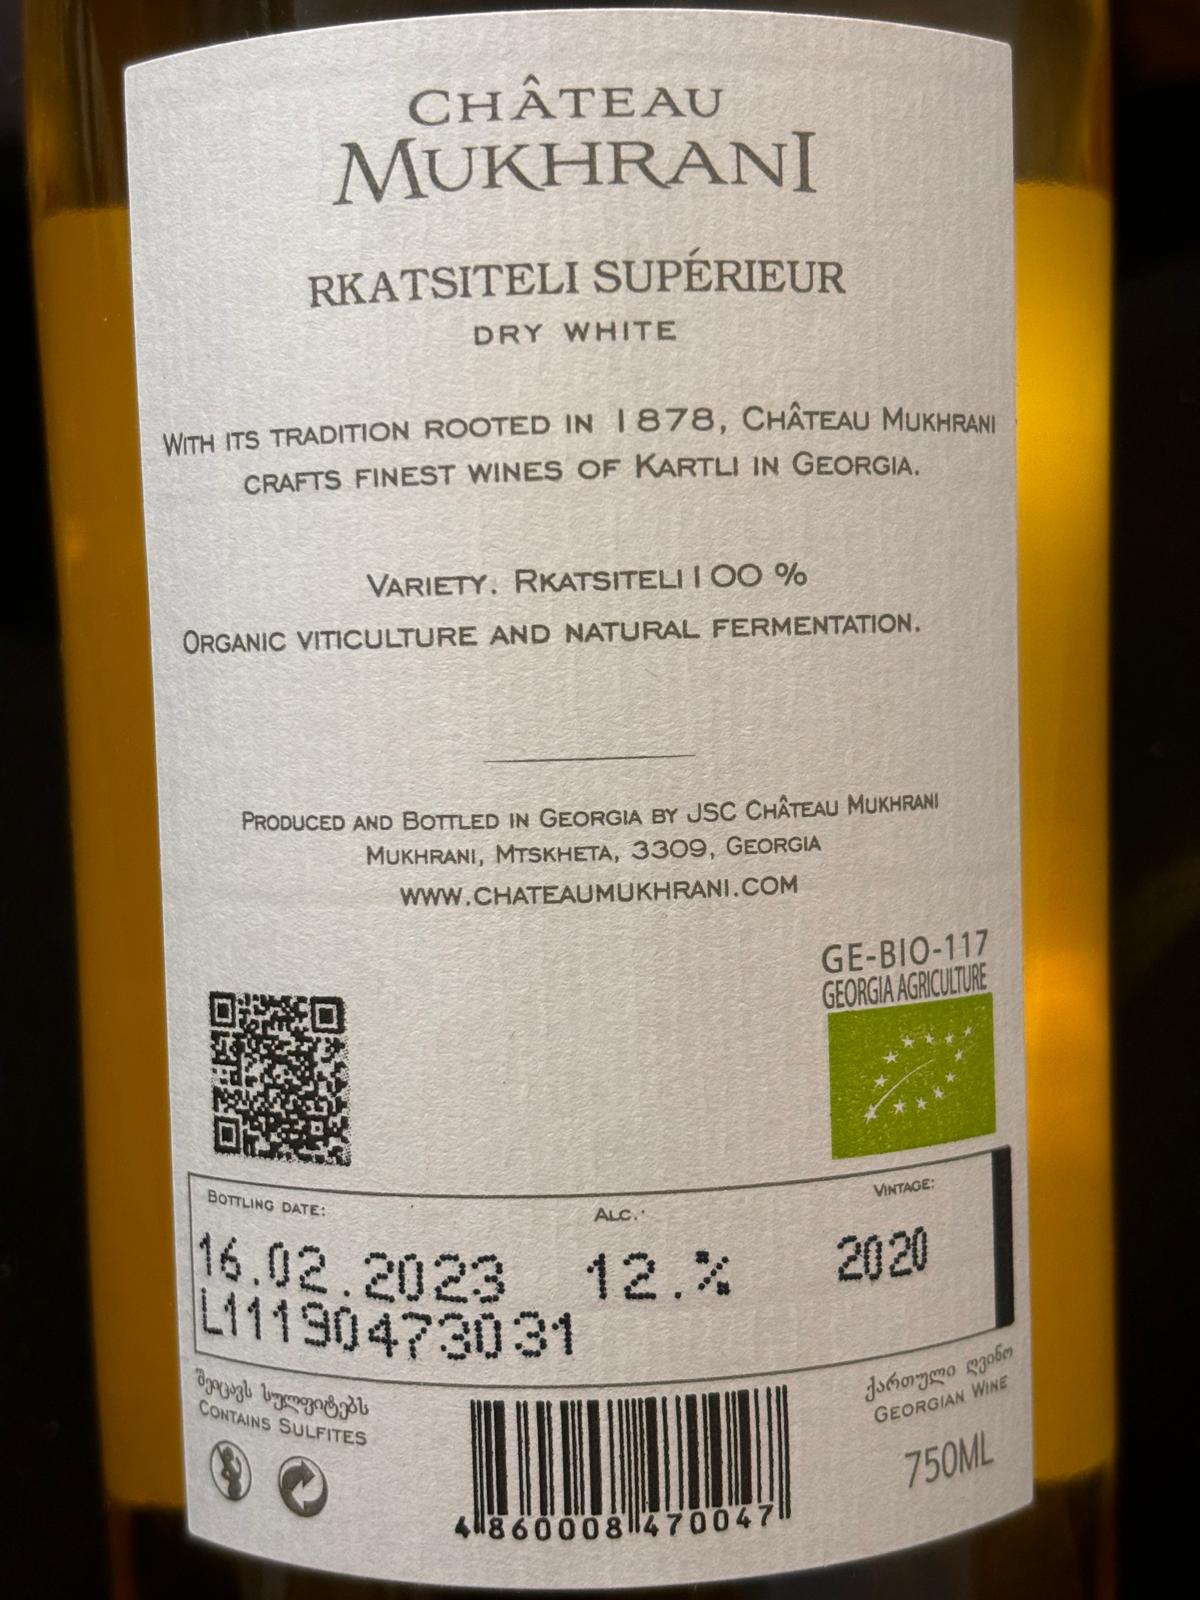 CHÂTEAU
MUKHRANI
RKATSITELI SUPÉRIEUR
DRY WHITE
WITH ITS TRADITION ROOTED IN 1878, CHÂTEAU MUKHRANI
CRAFTS FINEST WINES OF KARTLI IN GEORGIA.
VARIETY. RKATSITELI 100 %
ORGANIC VITICULTURE AND NATURAL FERMENTATION.
PRODUCED AND BOTTLED IN GEORGIA BY JSC CHÂTEAU MUKHRANI
MUKHRANI, MTSKHETA, 3309, GEORGIA
WWW.CHATEAUMUKHRANI.COM
GE-BIO-117
GEORGIA AGRICULTURE
BOTTLING DATE: ALC.: VINTAGE:
16.02.2023 12.% 2020
L11190473031
შეიცავს სულფიტებს
CONTAINS SULFITES
ქართული ღვინო
GEORGIAN WINE
750ML
4 860008 470047